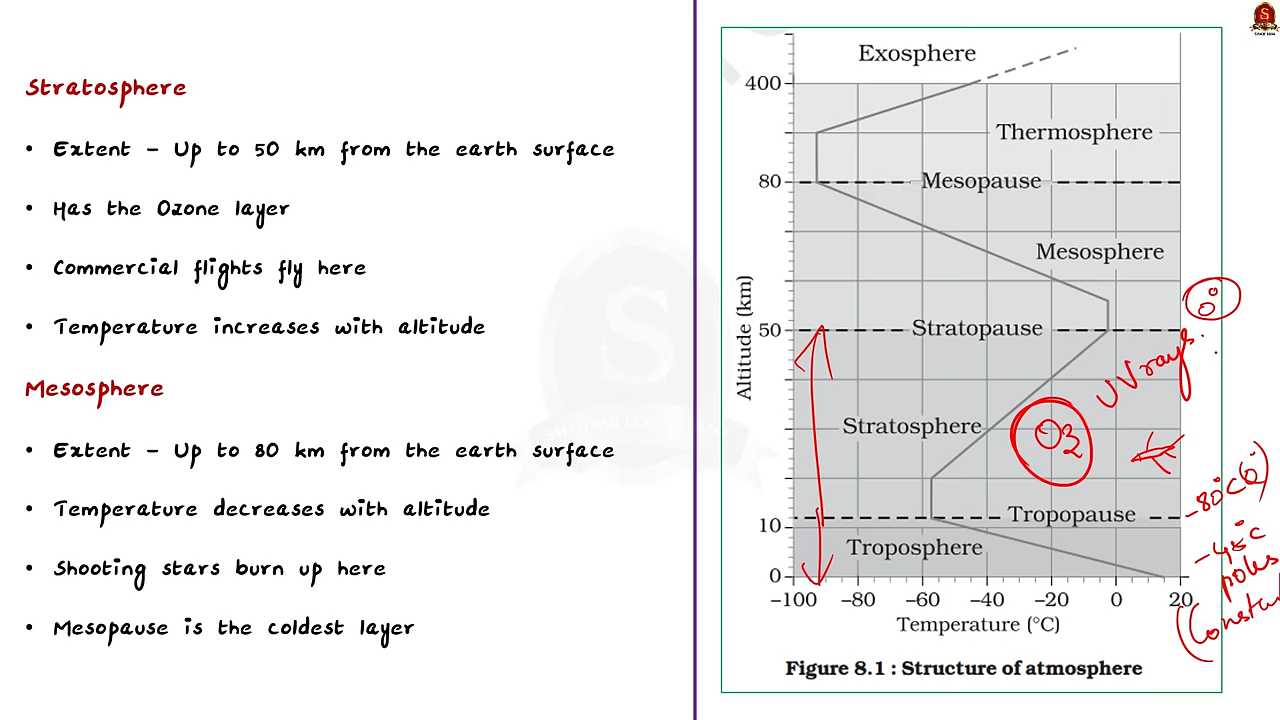 Stratosphere
• Extent – Up to 50 km from the earth surface
• Has the Ozone layer
• Commercial flights fly here
• Temperature increases with altitude
Mesosphere
• Extent – Up to 80 km from the earth surface
• Temperature decreases with altitude
• Shooting stars burn up here
• Mesopause is the coldest layer
Exosphere
400
Thermosphere
80
Mesopause
Mesosphere
0°
50
Stratopause
UV rays.
Altitude (km)
Stratosphere
O3
-80°C
10
Tropopause
-45°C
poles
Troposphere
0
–100 –80 –60 –40 –20 0 20
Temperature (°C)
Figure 8.1 : Structure of atmosphere
S